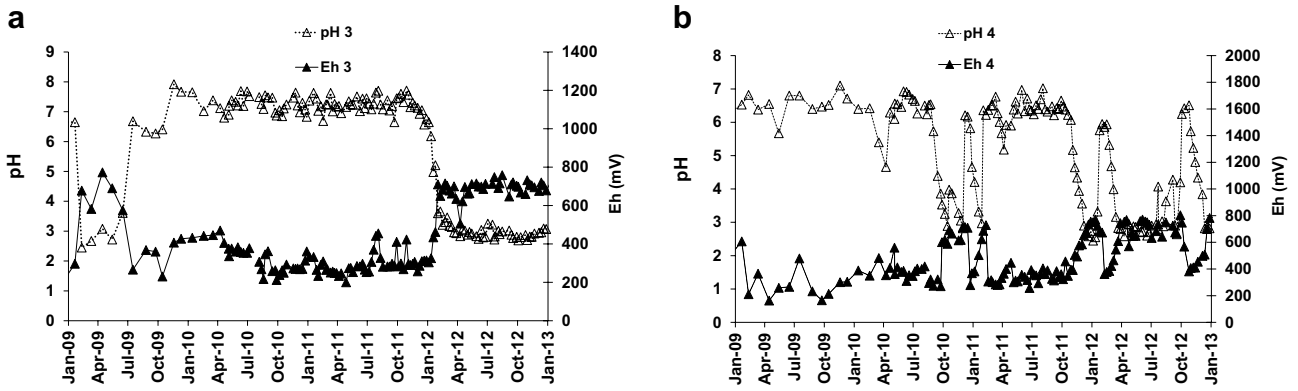 a
pH 3
Eh 3
pH
9
8
7
6
5
4
3
2
1
0
1400
1200
1000
800
600
400
200
0
Eh (mV)
Jan-09
Apr-09
Jul-09
Oct-09
Jan-10
Apr-10
Jul-10
Oct-10
Jan-11
Apr-11
Jul-11
Oct-11
Jan-12
Apr-12
Jul-12
Oct-12
Jan-13
b
pH 4
Eh 4
pH
8
7
6
5
4
3
2
1
0
2000
1800
1600
1400
1200
1000
800
600
400
200
0
Eh (mV)
Jan-09
Apr-09
Jul-09
Oct-09
Jan-10
Apr-10
Jul-10
Oct-10
Jan-11
Apr-11
Jul-11
Oct-11
Jan-12
Apr-12
Jul-12
Oct-12
Jan-13